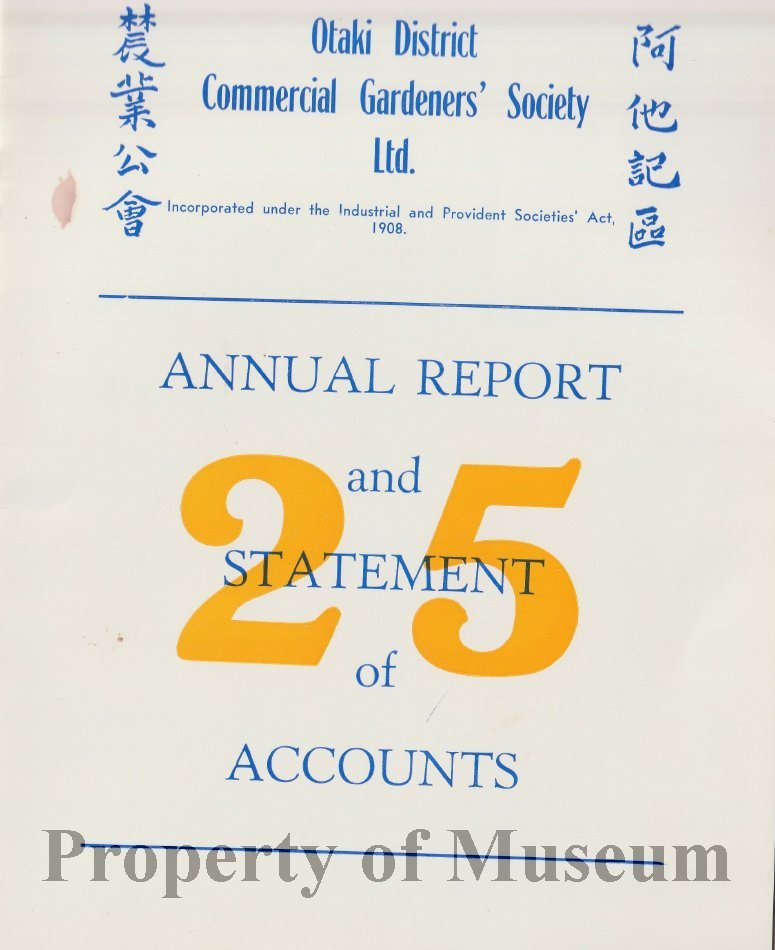 阿他記區
農業公會
Otaki District
Commercial Gardeners' Society
Ltd.
Incorporated under the Industrial and Provident Societies' Act,
1908.
ANNUAL REPORT
and
25
STATEMENT
of
ACCOUNTS
Property of Museum